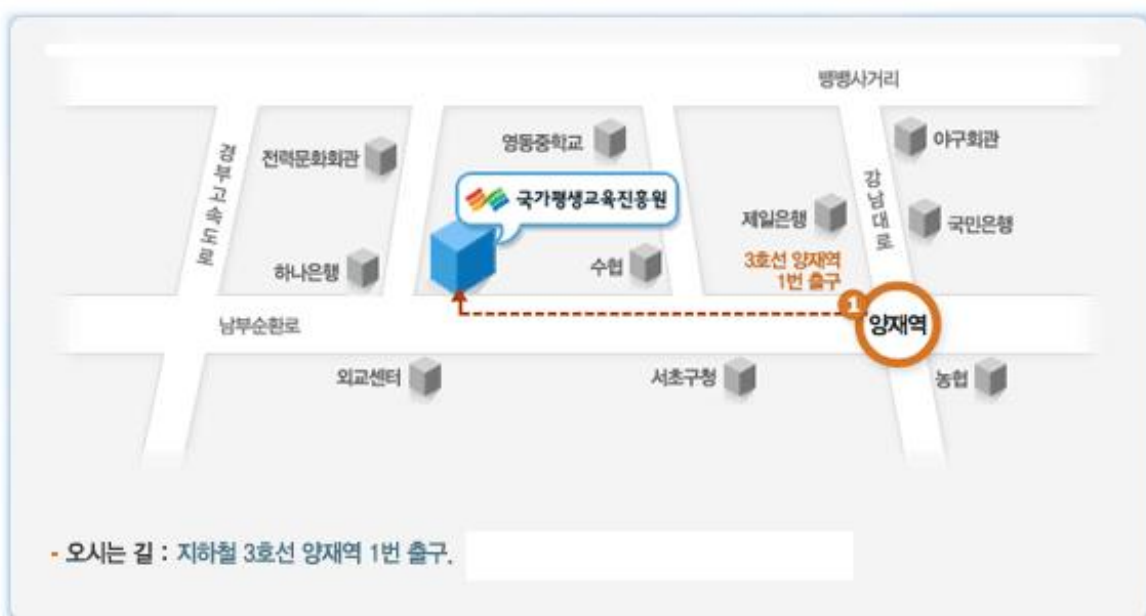 뱅뱅사거리
영동중학교
야구회관
전력문화회관
경부고속도로
국가평생교육진흥원
강남대로
제일은행
국민은행
하나은행
수협
3호선 양재역
1번 출구
1
양재역
남부순환로
외교센터
서초구청
농협
- 오시는 길 : 지하철 3호선 양재역 1번 출구.